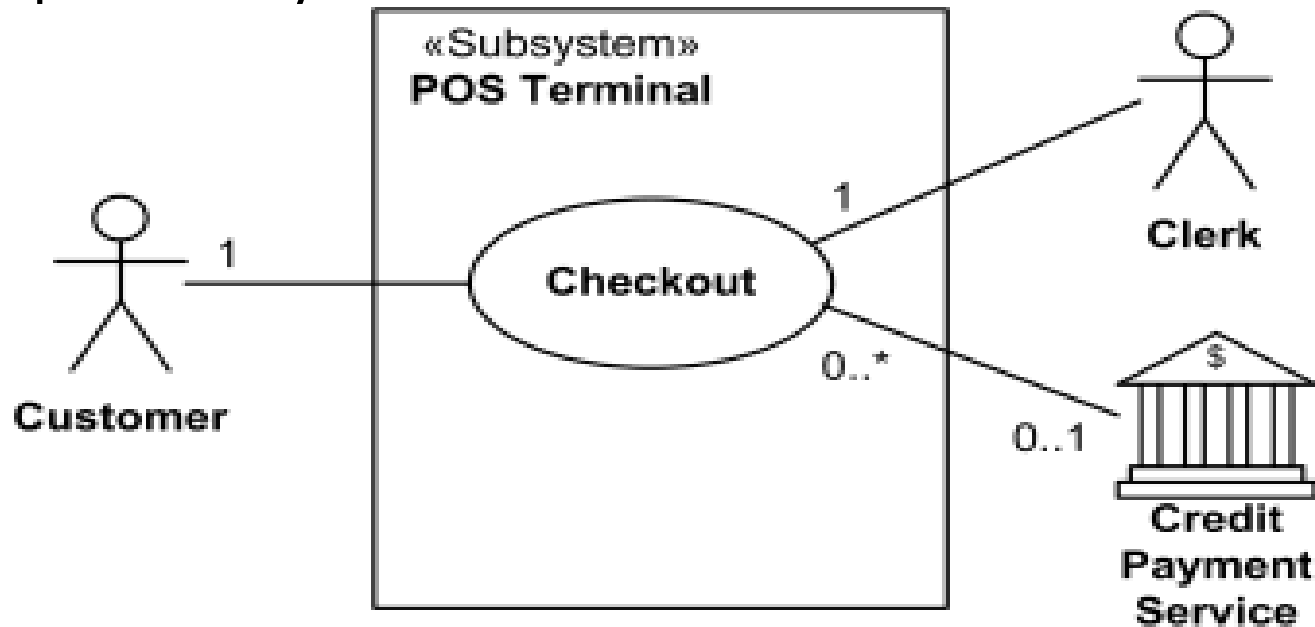 «Subsystem»
POS Terminal
1
Clerk
1
Checkout
0..*
0..1
$
Customer
Credit
Payment
Service